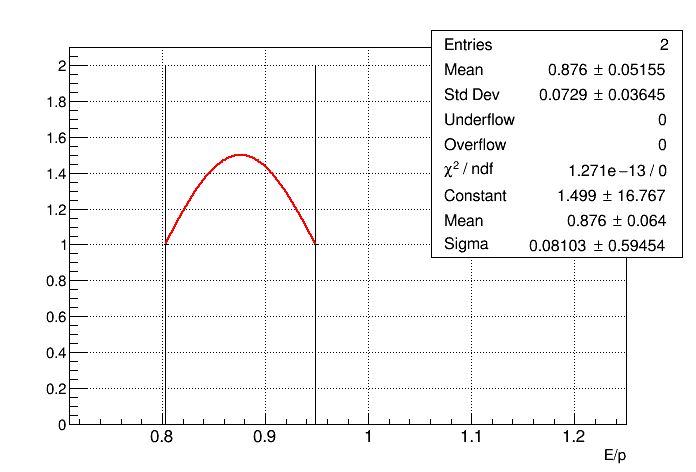 Entries 2
Mean 0.876 ± 0.05155
Std Dev 0.0729 ± 0.03645
Underflow 0
Overflow 0
χ² / ndf 1.271e−13 / 0
Constant 1.499 ± 16.767
Mean 0.876 ± 0.064
Sigma 0.08103 ± 0.59454
2
1.8
1.6
1.4
1.2
1
0.8
0.6
0.4
0.2
0
0.8 0.9 1 1.1 1.2
E/p